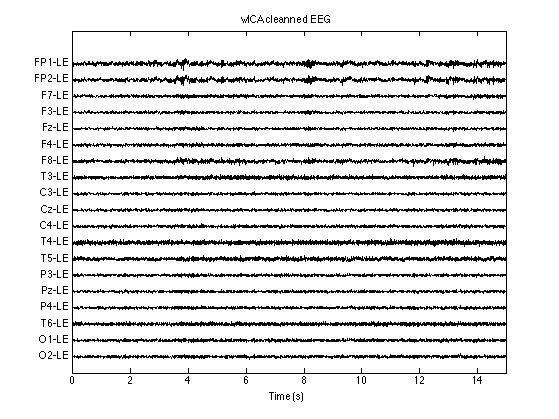 wICAcleanned EEG
FP1-LE
FP2-LE
F7-LE
F3-LE
Fz-LE
F4-LE
F8-LE
T3-LE
C3-LE
Cz-LE
C4-LE
T4-LE
T5-LE
P3-LE
Pz-LE
P4-LE
T6-LE
O1-LE
O2-LE
0 2 4 6 8 10 12 14
Time (s)